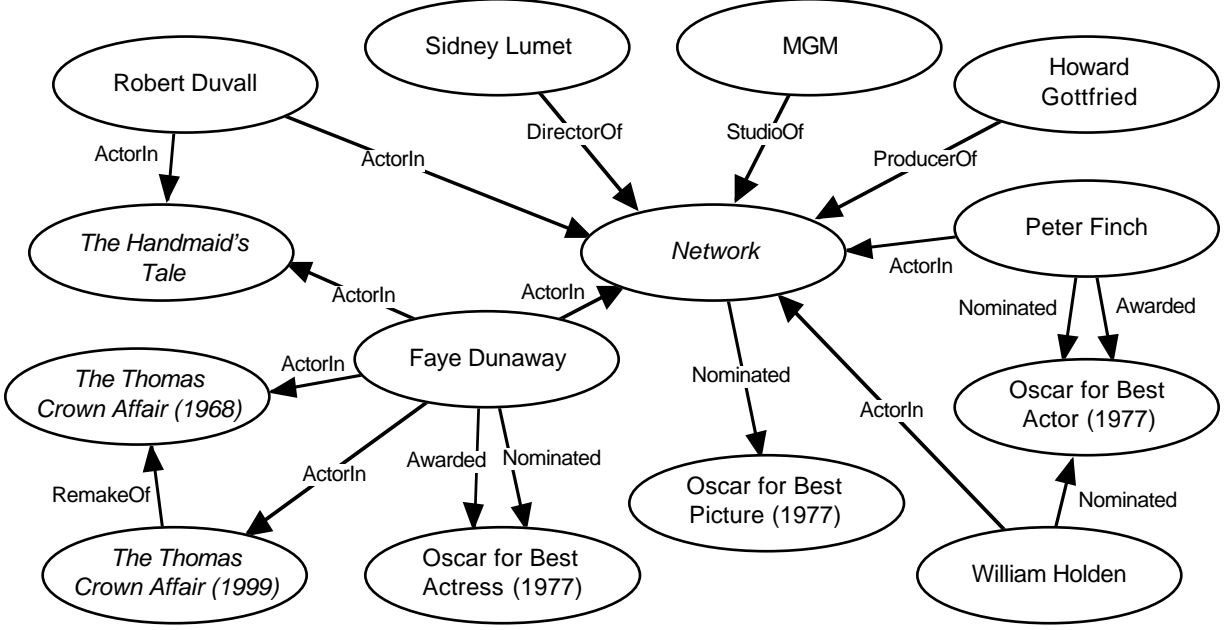 Sidney Lumet
MGM
Robert Duvall
Howard
Gottfried
DirectorOf
StudioOf
ActorIn
ActorIn
ProducerOf
The Handmaid's
Tale
Network
Peter Finch
ActorIn
ActorIn
ActorIn
Nominated
Awarded
Faye Dunaway
ActorIn
The Thomas
Crown Affair (1968)
Nominated
Oscar for Best
Actor (1977)
ActorIn
Awarded
Nominated
ActorIn
RemakeOf
Oscar for Best
Picture (1977)
Nominated
The Thomas
Crown Affair (1999)
Oscar for Best
Actress (1977)
William Holden